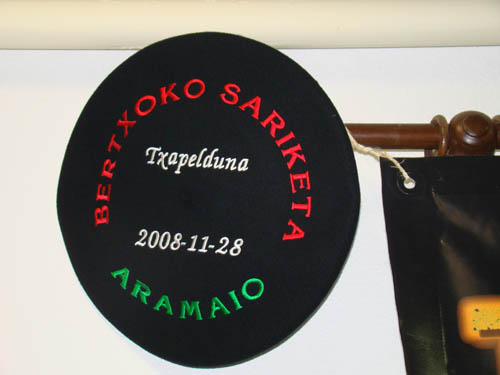 BERTXOKO SARIKETA
Txapelduna
2008-11-28
ARAMAIO